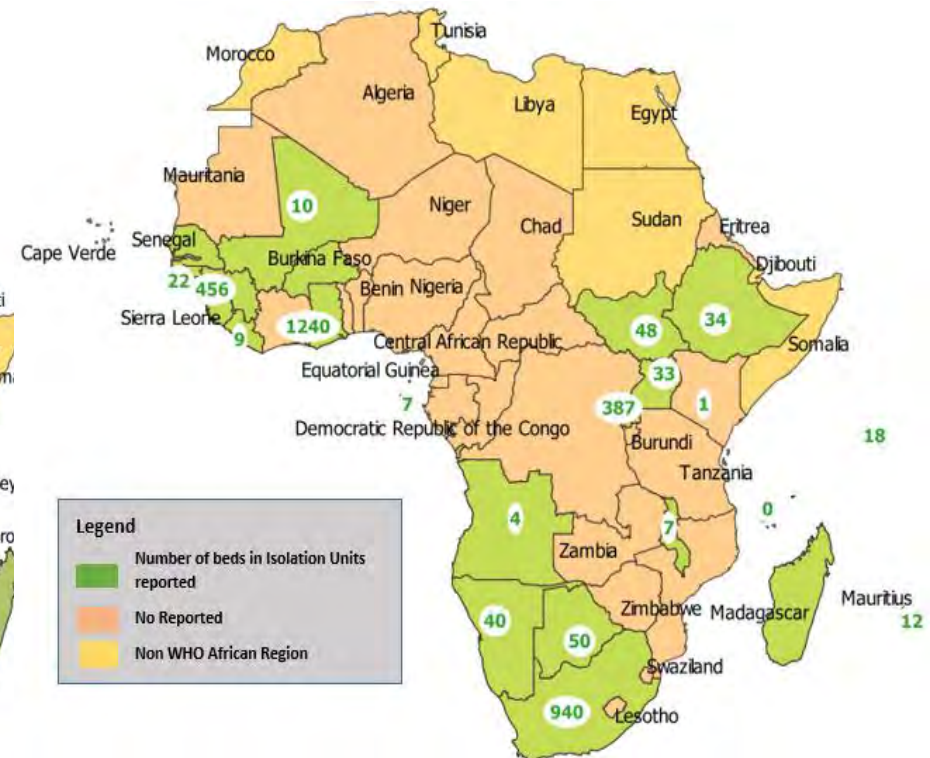 Tunisia
Morocco
Algeria
Libya
Egypt
Mauritania
10
Niger
Chad
Sudan
Eritrea
Cape Verde
Senegal
Burkina Faso
Djibouti
22
456
Benin
Nigeria
Sierra Leone
9
1240
Central African Republic
48
34
Somalia
Equatorial Guinea
33
7
387
1
Democratic Republic of the Congo
Burundi
18
Tanzania
0
4
7
Zambia
40
50
Zimbabwe
Madagascar
Mauritius
12
Swaziland
940
Lesotho
Legend
Number of beds in Isolation Units
reported
No Reported
Non WHO African Region